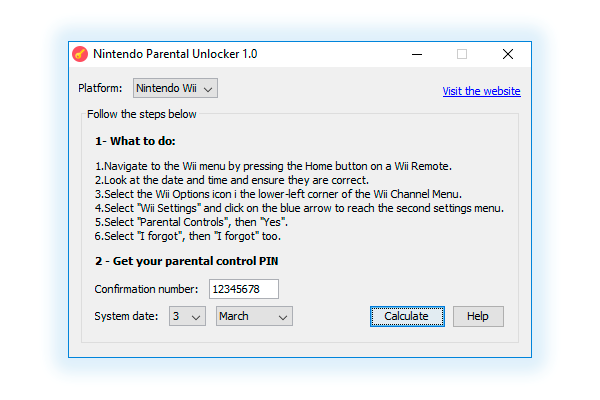 Nintendo Parental Unlocker 1.0
Platform: Nintendo Wii
Visit the website
Follow the steps below
1- What to do:
1.Navigate to the Wii menu by pressing the Home button on a Wii Remote.
2.Look at the date and time and ensure they are correct.
3.Select the Wii Options icon i the lower-left corner of the Wii Channel Menu.
4.Select "Wii Settings" and click on the blue arrow to reach the second settings menu.
5.Select "Parental Controls", then "Yes".
6.Select "I forgot", then "I forgot" too.
2 - Get your parental control PIN
Confirmation number: 12345678
System date: 3 March Calculate Help